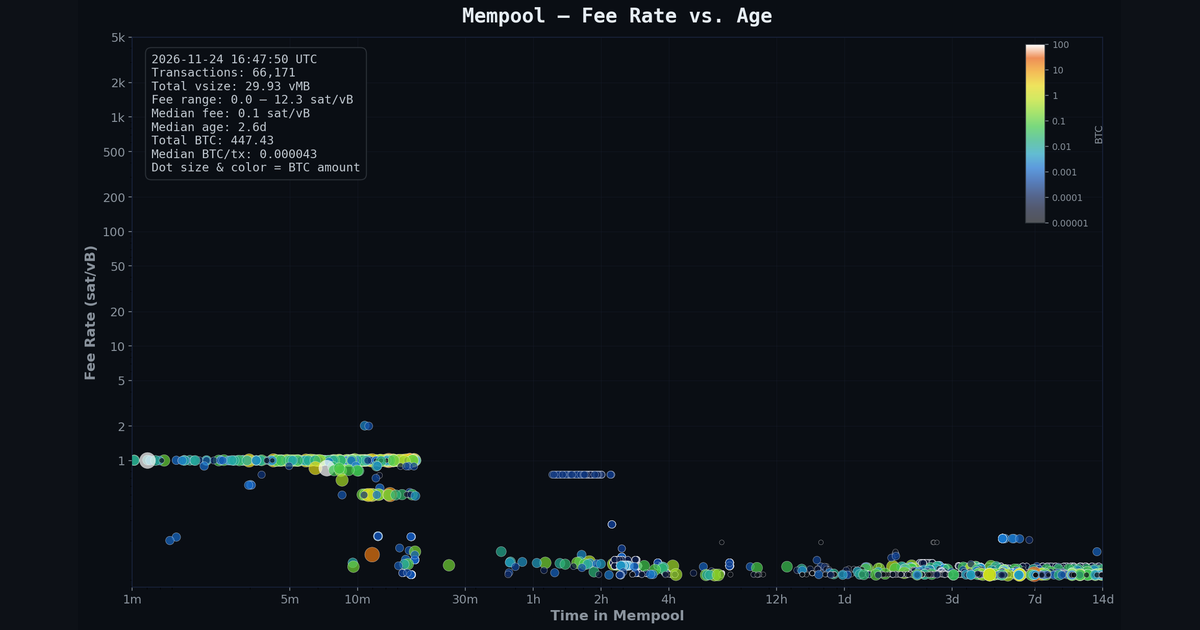 Mempool — Fee Rate vs. Age
2026-11-24 16:47:50 UTC
Transactions: 66,171
Total vsize: 29.93 vMB
Fee range: 0.0 — 12.3 sat/vB
Median fee: 0.1 sat/vB
Median age: 2.6d
Total BTC: 447.43
Median BTC/tx: 0.000043
Dot size & color = BTC amount
100
10
1
0.1
0.01
0.001
0.0001
0.00001
BTC
Fee Rate (sat/vB)
5k
2k
1k
500
200
100
50
20
10
5
2
1
1m
5m
10m
30m
1h
2h
4h
12h
1d
3d
7d
14d
Time in Mempool